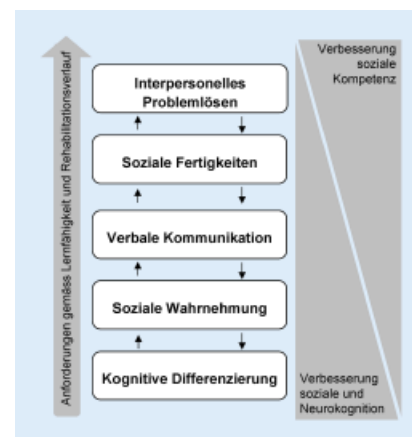 Verbesserung
soziale
Kompetenz
Anforderungen gemäss Lernfähigkeit und Rehabilitationsverlauf
Interpersonelles
Problemlösen
Soziale Fertigkeiten
Verbale Kommunikation
Soziale Wahrnehmung
Kognitive Differenzierung
Verbesserung
soziale und
Neurokognition